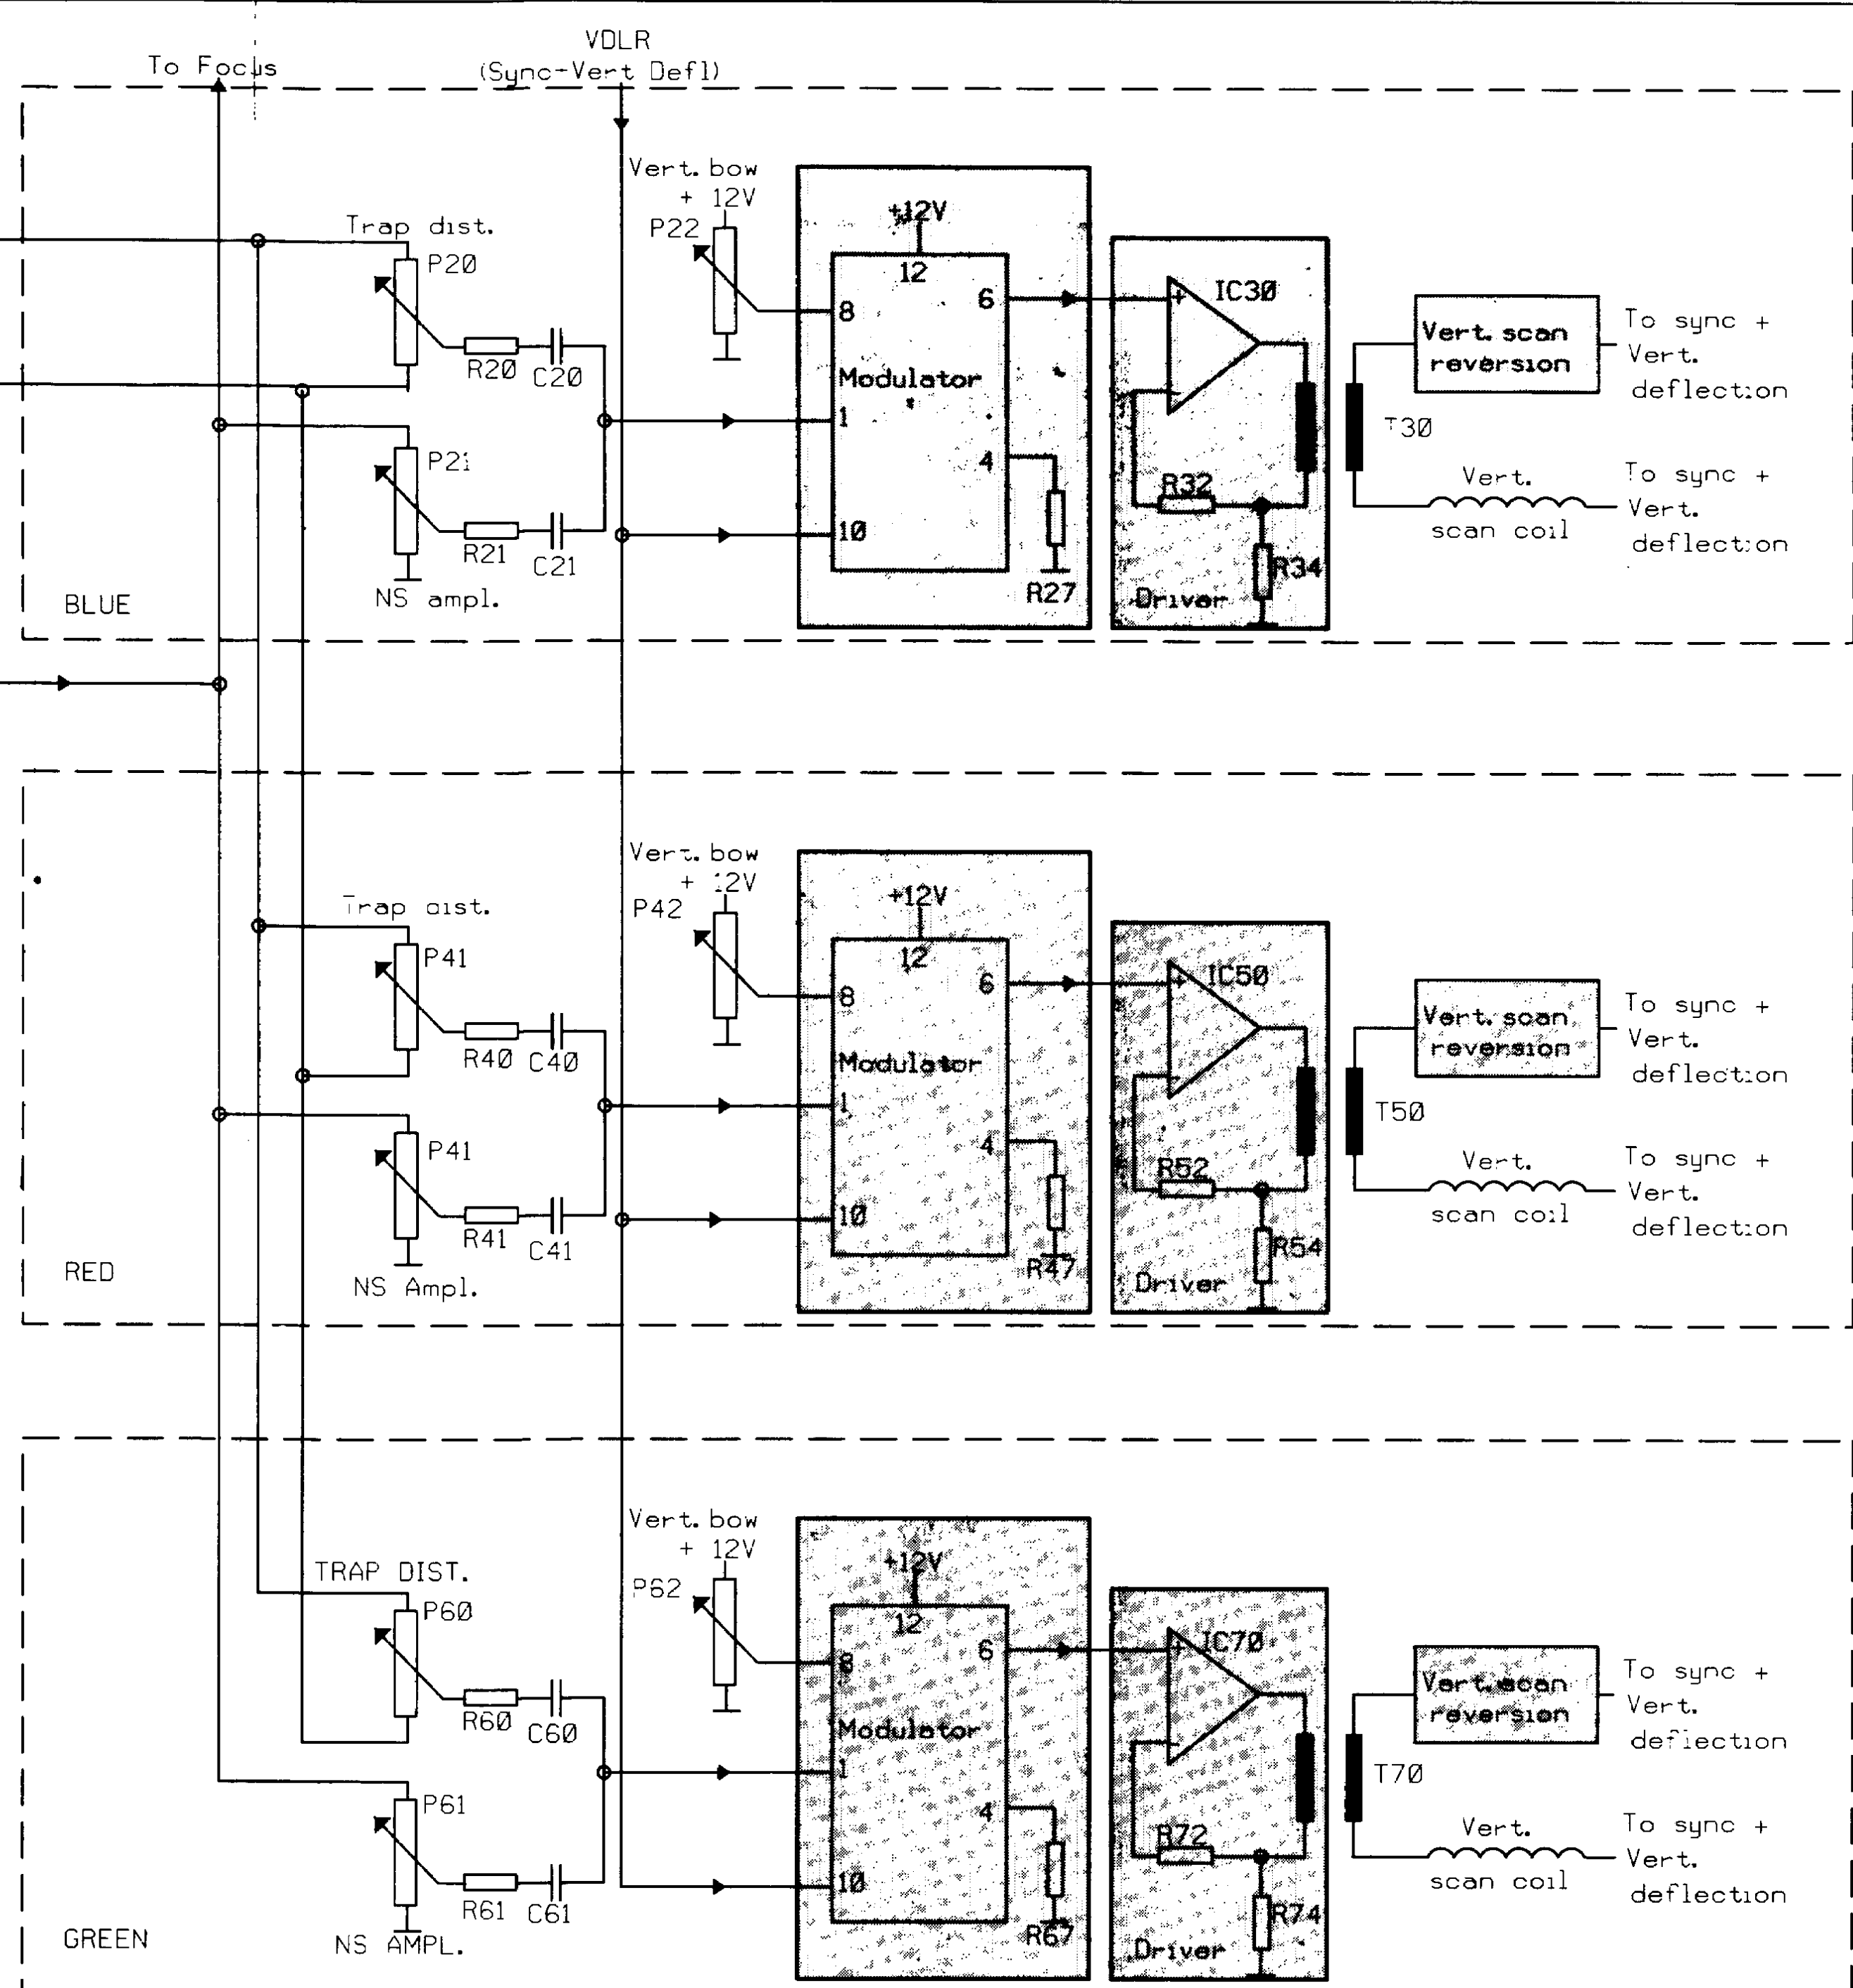 To Focus
VDLR
(Sync-Vert Defl)
Vert. bow
+ 12V
P22
Trap dist.
P20
R20
C20
P21
R21
C21
NS ampl.
BLUE
+12V
12
8
6
Modulator
1
4
10
R27
IC30
+
-
R32
R34
Driver
T30
Vert. scan
reversion
To sync +
Vert.
deflection
Vert.
scan coil
To sync +
Vert.
deflection
Vert. bow
+ 12V
P42
Trap dist.
P41
R40
C40
P41
R41
C41
NS Ampl.
RED
+12V
12
8
6
Modulator
1
4
10
R47
IC50
+
-
R52
R54
Driver
T50
Vert. scan
reversion
To sync +
Vert.
deflection
Vert.
scan coil
To sync +
Vert.
deflection
Vert. bow
+ 12V
P62
TRAP DIST.
P60
R60
C60
P61
R61
C61
NS AMPL.
GREEN
+12V
12
8
6
Modulator
1
4
10
R67
IC70
+
-
R72
R74
Driver
T70
Vert. scan
reversion
To sync +
Vert.
deflection
Vert.
scan coil
To sync +
Vert.
deflection